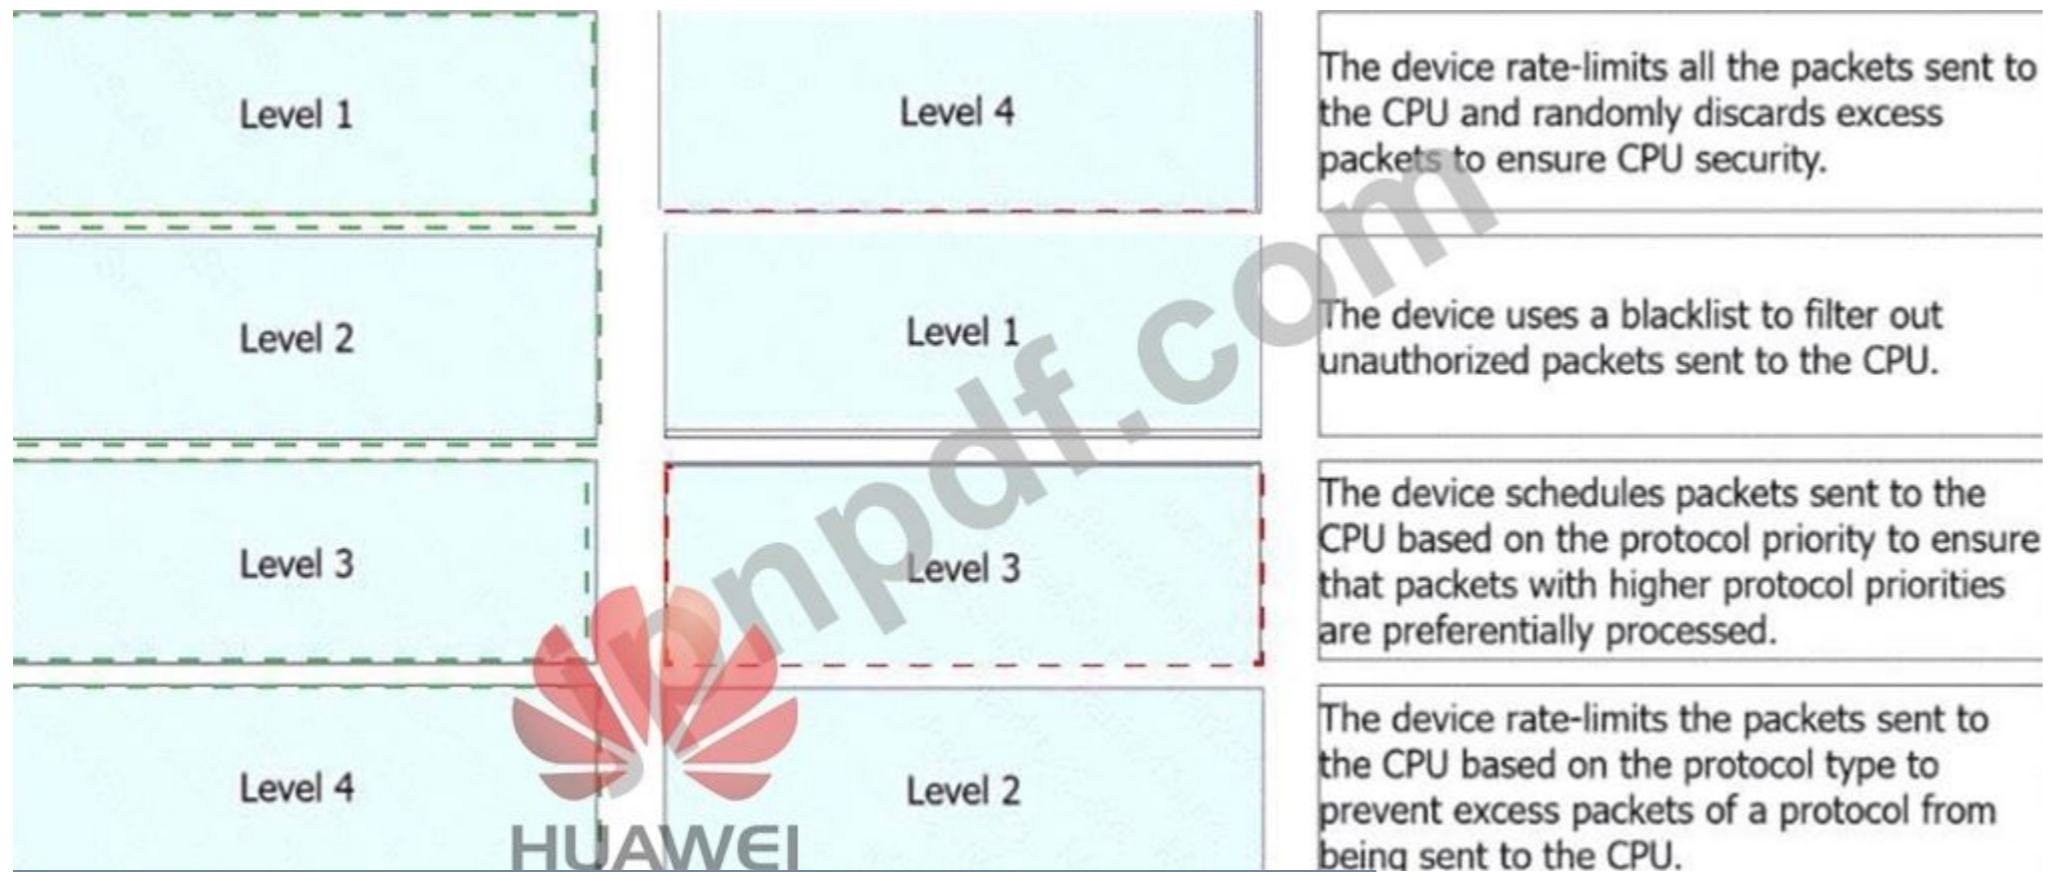 Level 1
Level 4
The device rate-limits all the packets sent to
the CPU and randomly discards excess
packets to ensure CPU security.
Level 2
Level 1
The device uses a blacklist to filter out
unauthorized packets sent to the CPU.
Level 3
Level 3
The device schedules packets sent to the
CPU based on the protocol priority to ensure
that packets with higher protocol priorities
are preferentially processed.
Level 4
Level 2
The device rate-limits the packets sent to
the CPU based on the protocol type to
prevent excess packets of a protocol from
being sent to the CPU.
jpnpdf.com
HUAWEI